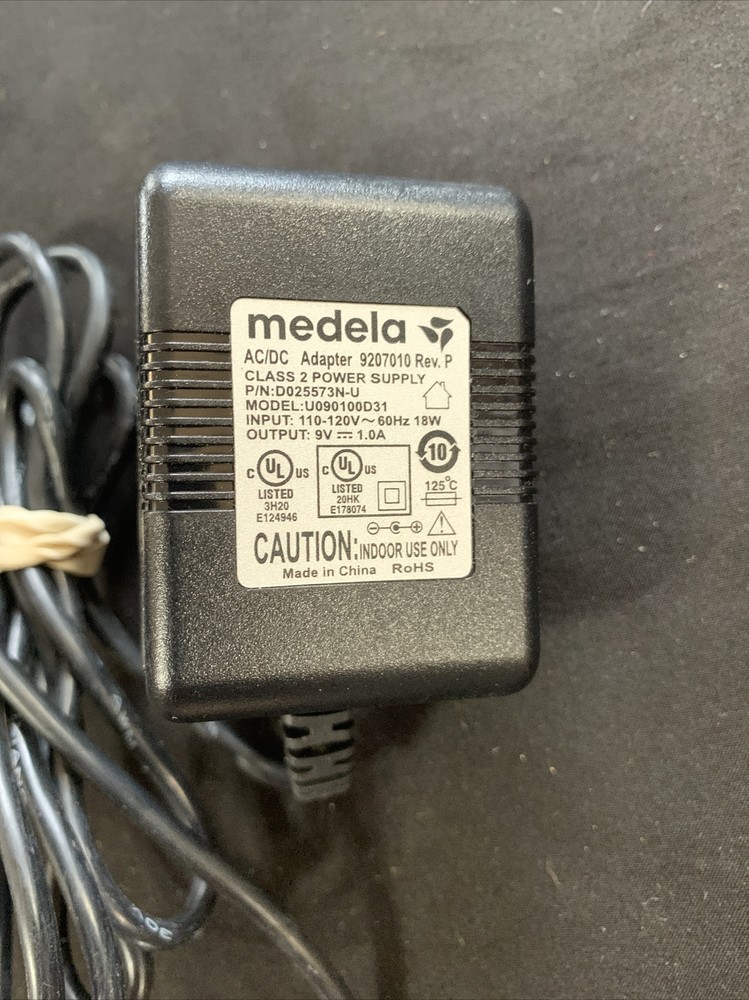 medela
AC/DC Adapter 9207010 Rev. P
CLASS 2 POWER SUPPLY
P/N:D025573N-U
MODEL:U090100D31
INPUT: 110-120V～60Hz 18W
OUTPUT: 9V ⎓ 1.0A
10
c UL us
LISTED
3H20
E124946
c UL us
LISTED
20HK
E178074
125°C
CAUTION: INDOOR USE ONLY
Made in China RoHS